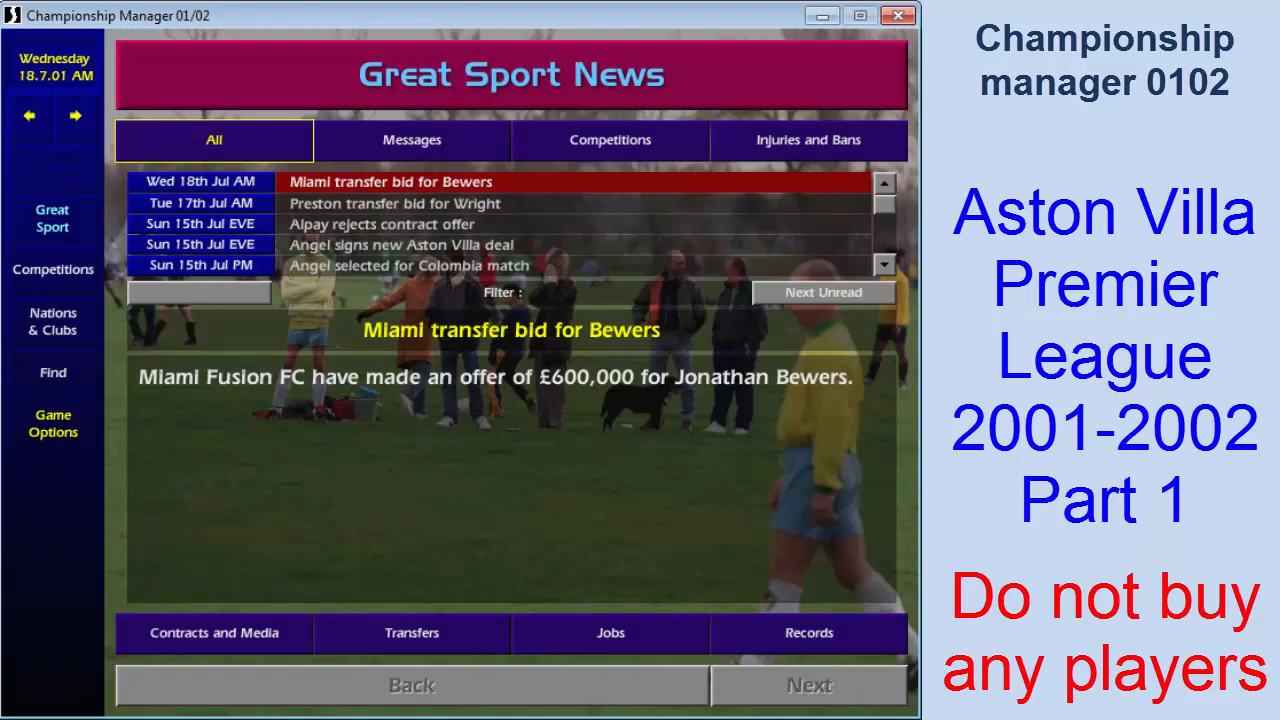 Championship Manager 01/02
Wednesday
18.7.01 AM
Great
Sport
Competitions
Nations
& Clubs
Find
Game
Options
Great Sport News
All
Messages
Competitions
Injuries and Bans
Wed 18th Jul AM Miami transfer bid for Bewers
Tue 17th Jul AM Preston transfer bid for Wright
Sun 15th Jul EVE Alpay rejects contract offer
Sun 15th Jul EVE Angel signs new Aston Villa deal
Sun 15th Jul PM Angel selected for Colombia match
Filter :
Next Unread
Miami transfer bid for Bewers
Miami Fusion FC have made an offer of £600,000 for Jonathan Bewers.
Contracts and Media
Transfers
Jobs
Records
Back
Next
Championship
manager 0102
Aston Villa
Premier
League
2001-2002
Part 1
Do not buy
any players